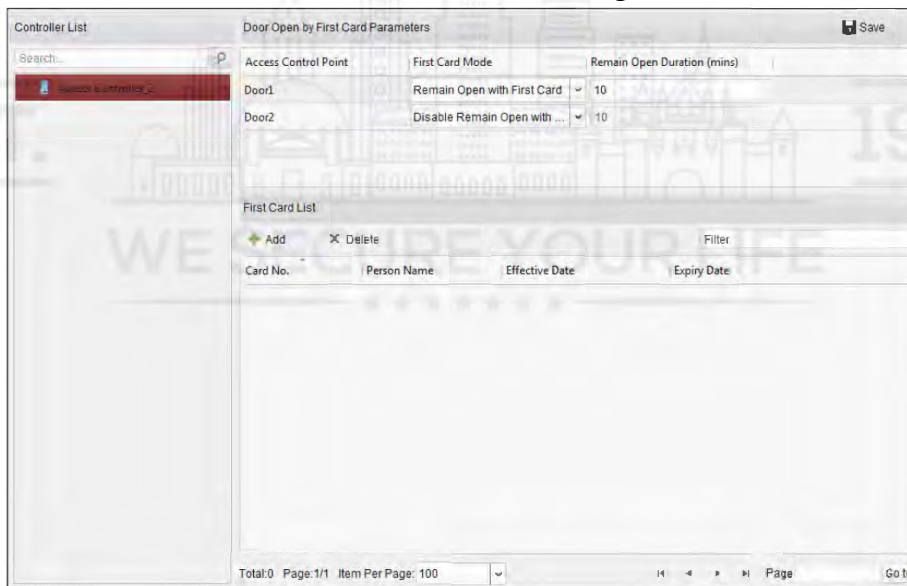 Controller List
Door Open by First Card Parameters
Save
Search...
Access Control Point
First Card Mode
Remain Open Duration (mins)
Door1
Remain Open with First Card
10
Door2
Disable Remain Open with ...
10
First Card List
Add
Delete
Filter
Card No.
Person Name
Effective Date
Expiry Date
WE SECURE YOUR LIFE
Total:0 Page:1/1 Item Per Page: 100
Page